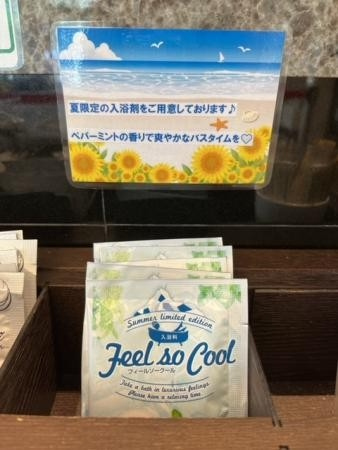 夏限定の入浴剤をご用意しております♪
ペパーミントの香りで爽やかなバスタイムを♡
Summer limited edition
入浴料
Feel so Cool
フィールソークール
Take a bath in luxurious feelings
Please have a relaxing time.